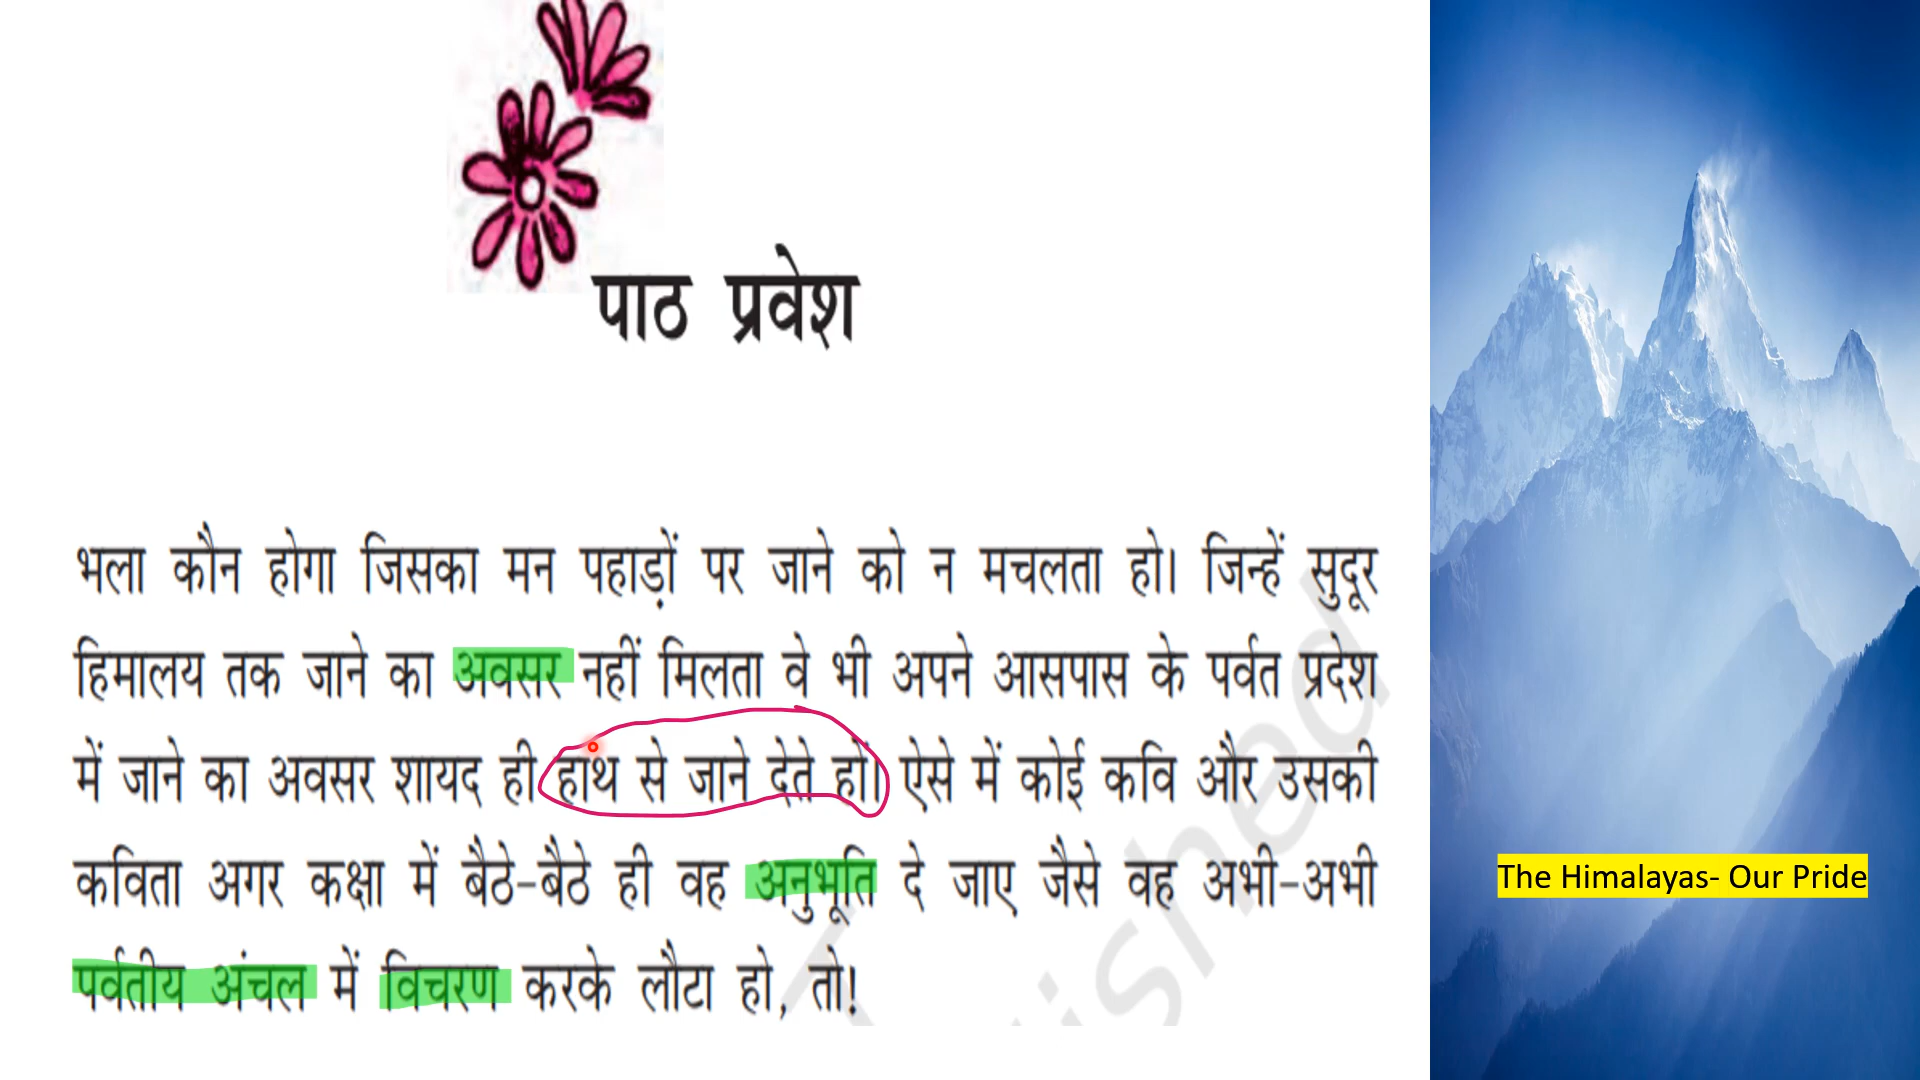 पाठ प्रवेश
भला कौन होगा जिसका मन पहाड़ों पर जाने को न मचलता हो। जिन्हें सुदूर
हिमालय तक जाने का अवसर नहीं मिलता वे भी अपने आसपास के पर्वत प्रदेश
में जाने का अवसर शायद ही हाथ से जाने देते हों। ऐसे में कोई कवि और उसकी
कविता अगर कक्षा में बैठे-बैठे ही वह अनुभूति दे जाए जैसे वह अभी-अभी
पर्वतीय अंचल में विचरण करके लौटा हो, तो!
The Himalayas- Our Pride